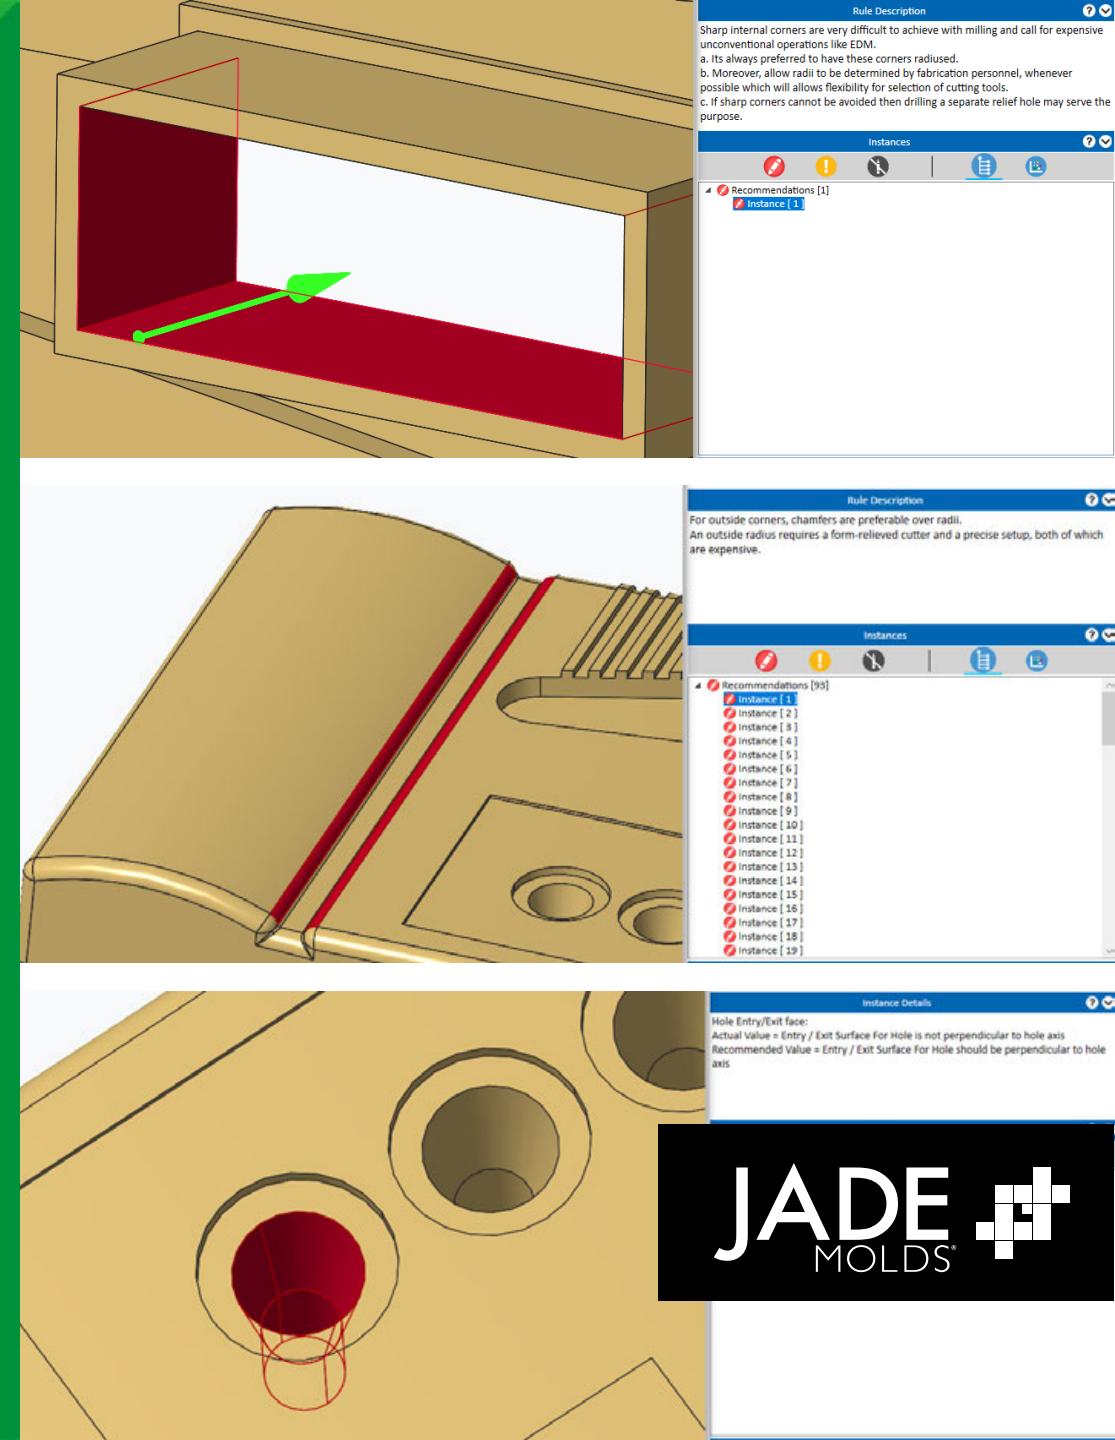 Rule Description
Sharp internal corners are very difficult to achieve with milling and call for expensive
unconventional operations like EDM.
a. Its always preferred to have these corners radiused.
b. Moreover, allow radii to be determined by fabrication personnel, whenever
possible which will allows flexibility for selection of cutting tools.
c. If sharp corners cannot be avoided then drilling a separate relief hole may serve the
purpose.
Instances
Recommendations [1]
Instance [ 1 ]
Rule Description
For outside corners, chamfers are preferable over radii.
An outside radius requires a form-relieved cutter and a precise setup, both of which
are expensive.
Instances
Recommendations [93]
Instance [ 1 ]
Instance [ 2 ]
Instance [ 3 ]
Instance [ 4 ]
Instance [ 5 ]
Instance [ 6 ]
Instance [ 7 ]
Instance [ 8 ]
Instance [ 9 ]
Instance [ 10 ]
Instance [ 11 ]
Instance [ 12 ]
Instance [ 13 ]
Instance [ 14 ]
Instance [ 15 ]
Instance [ 16 ]
Instance [ 17 ]
Instance [ 18 ]
Instance [ 19 ]
Instance Details
Hole Entry/Exit face:
Actual Value = Entry / Exit Surface For Hole is not perpendicular to hole axis
Recommended Value = Entry / Exit Surface For Hole should be perpendicular to hole
axis
JADE
MOLDS®